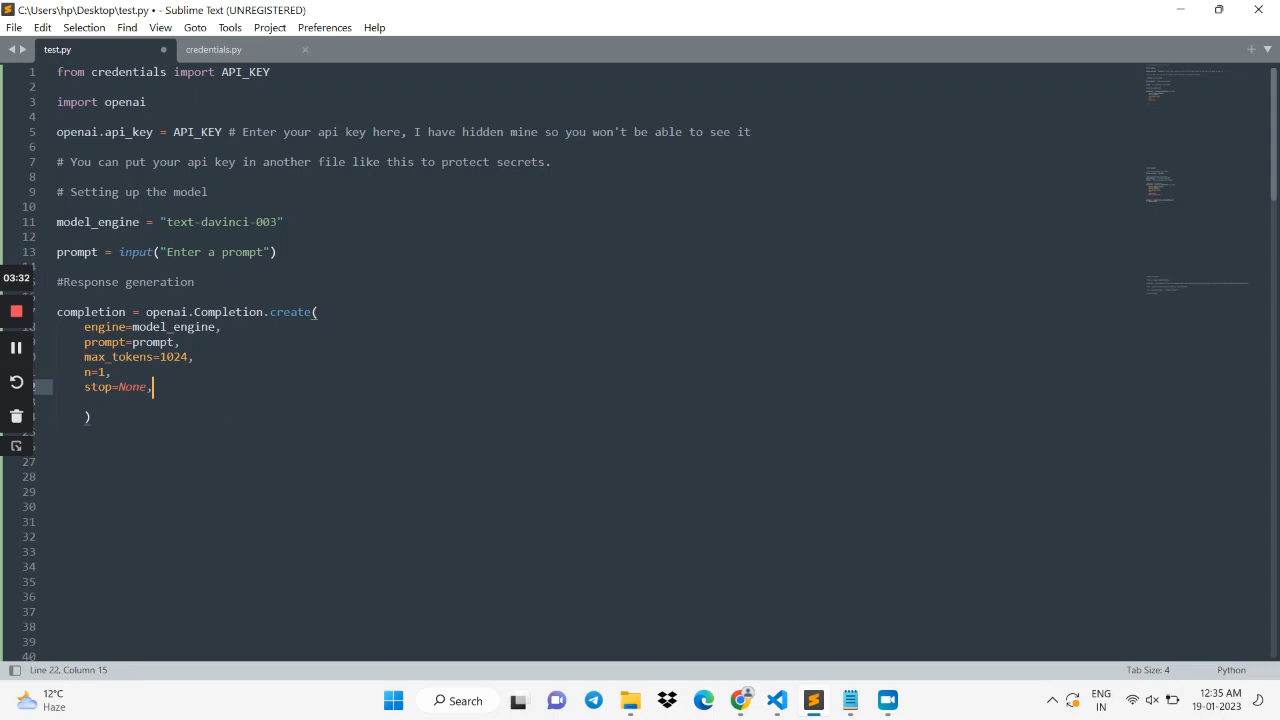 C:\Users\hp\Desktop\test.py • - Sublime Text (UNREGISTERED)
File Edit Selection Find View Goto Tools Project Preferences Help
test.py credentials.py
1 from credentials import API_KEY
2
3 import openai
4
5 openai.api_key = API_KEY # Enter your api key here, I have hidden mine so you won't be able to see it
6
7 # You can put your api key in another file like this to protect secrets.
8
9 # Setting up the model
10
11 model_engine = "text-davinci-003"
12
13 prompt = input("Enter a prompt")
03:32
#Response generation
completion = openai.Completion.create(
engine=model_engine,
prompt=prompt,
max_tokens=1024,
n=1,
stop=None,
)
27
28
29
30
31
32
33
34
35
36
37
38
39
40
Line 22, Column 15 Tab Size: 4 Python
12°C
Haze
Search
ENG
IN
12:35 AM
19-01-2023